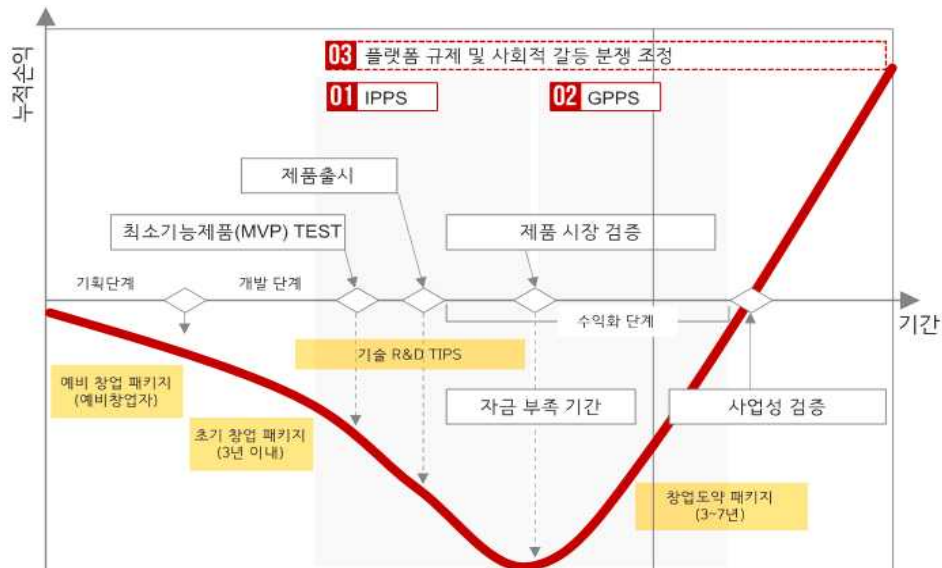 누적손익
03 플랫폼 규제 및 사회적 갈등 분쟁 조정
01 IPPS
02 GPPS
제품출시
최소기능제품(MVP) TEST
제품 시장 검증
기획단계
개발 단계
수익화 단계
기간
기술 R&D TIPS
예비 창업 패키지
(예비창업자)
자금 부족 기간
사업성 검증
초기 창업 패키지
(3년 이내)
창업도약 패키지
(3~7년)